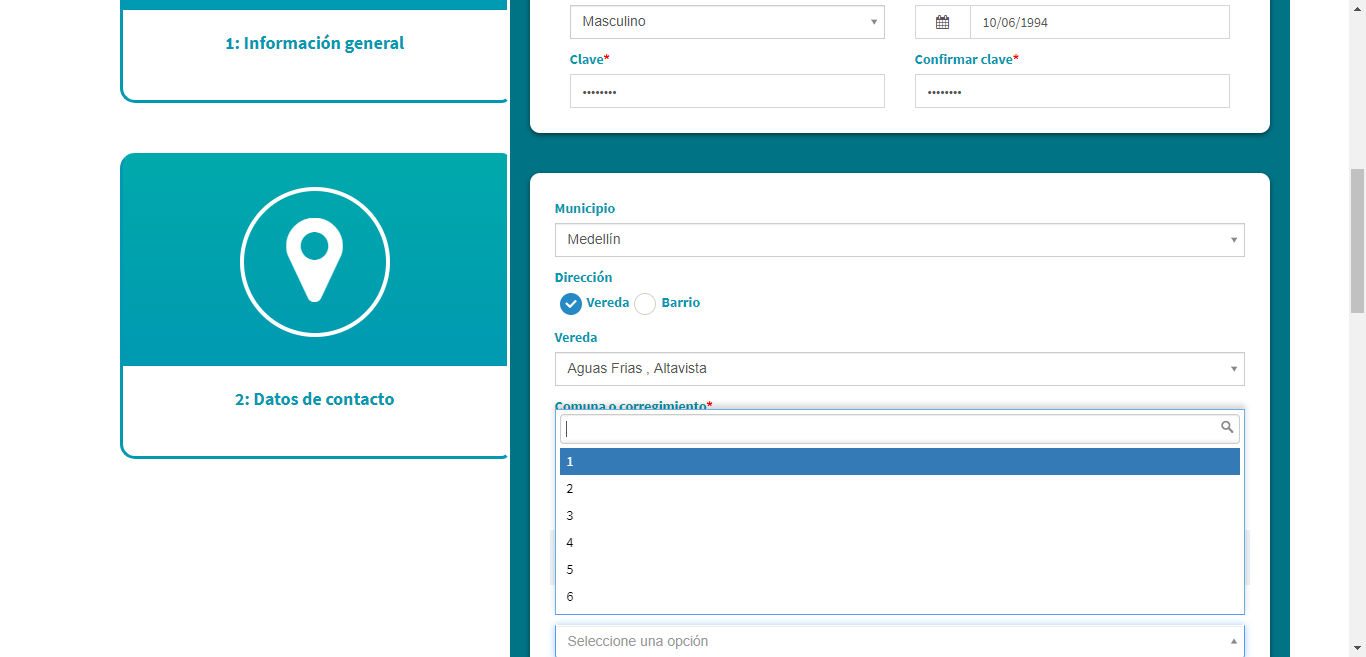 Masculino
10/06/1994
1: Información general
Clave*
Confirmar clave*
••••••••
••••••••
Municipio
Medellín
Dirección
Vereda
Barrio
Vereda
Aguas Frias , Altavista
2: Datos de contacto
Comuna o corregimiento*
1
2
3
4
5
6
Seleccione una opción